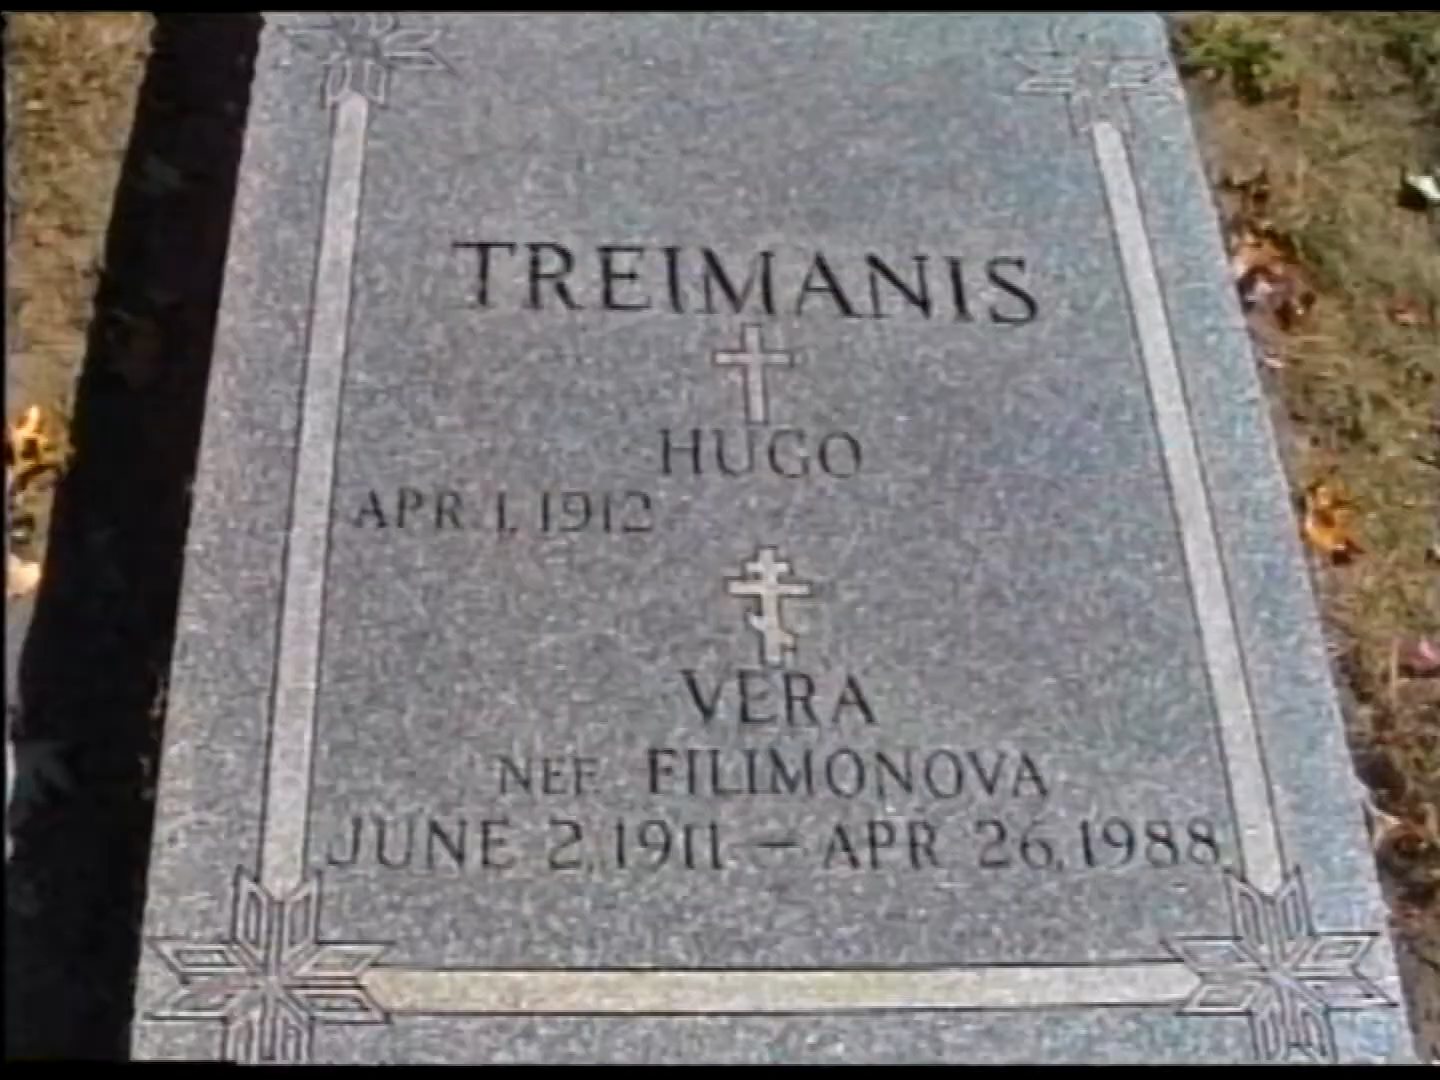 TREIMANIS
HUGO
APR 1, 1912
VERA
NEE FILIMONOVA
JUNE 2, 1911 — APR 26, 1988